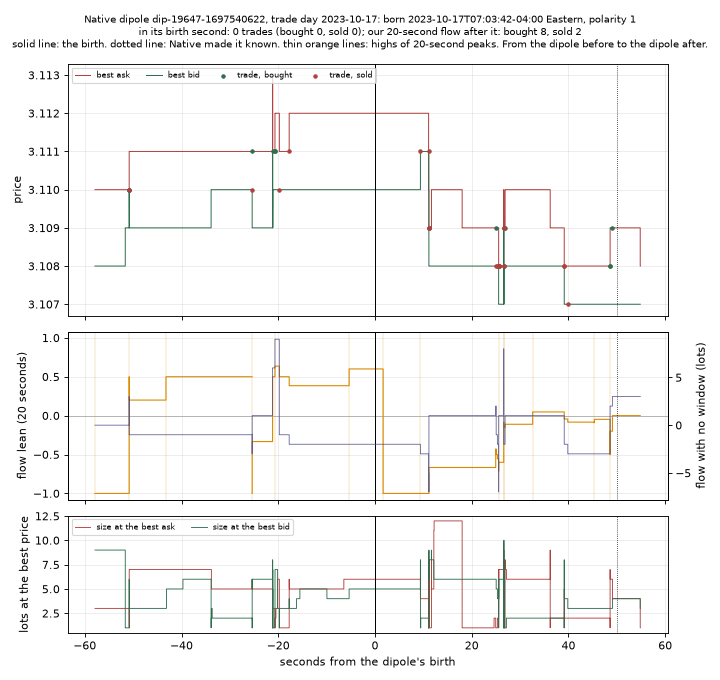 Native dipole dip-19647-1697540622, trade day 2023-10-17: born 2023-10-17T07:03:42-04:00 Eastern, polarity 1
in its birth second: 0 trades (bought 0, sold 0); our 20-second flow after it: bought 8, sold 2
solid line: the birth. dotted line: Native made it known. thin orange lines: highs of 20-second peaks. From the dipole before to the dipole after.
best ask
best bid
trade, bought
trade, sold
3.113
3.112
3.111
3.110
3.109
3.108
3.107
price
1.0
0.5
0.0
−0.5
−1.0
flow lean (20 seconds)
5
0
−5
flow with no window (lots)
size at the best ask
size at the best bid
12.5
10.0
7.5
5.0
2.5
lots at the best price
−60
−40
−20
0
20
40
60
seconds from the dipole's birth